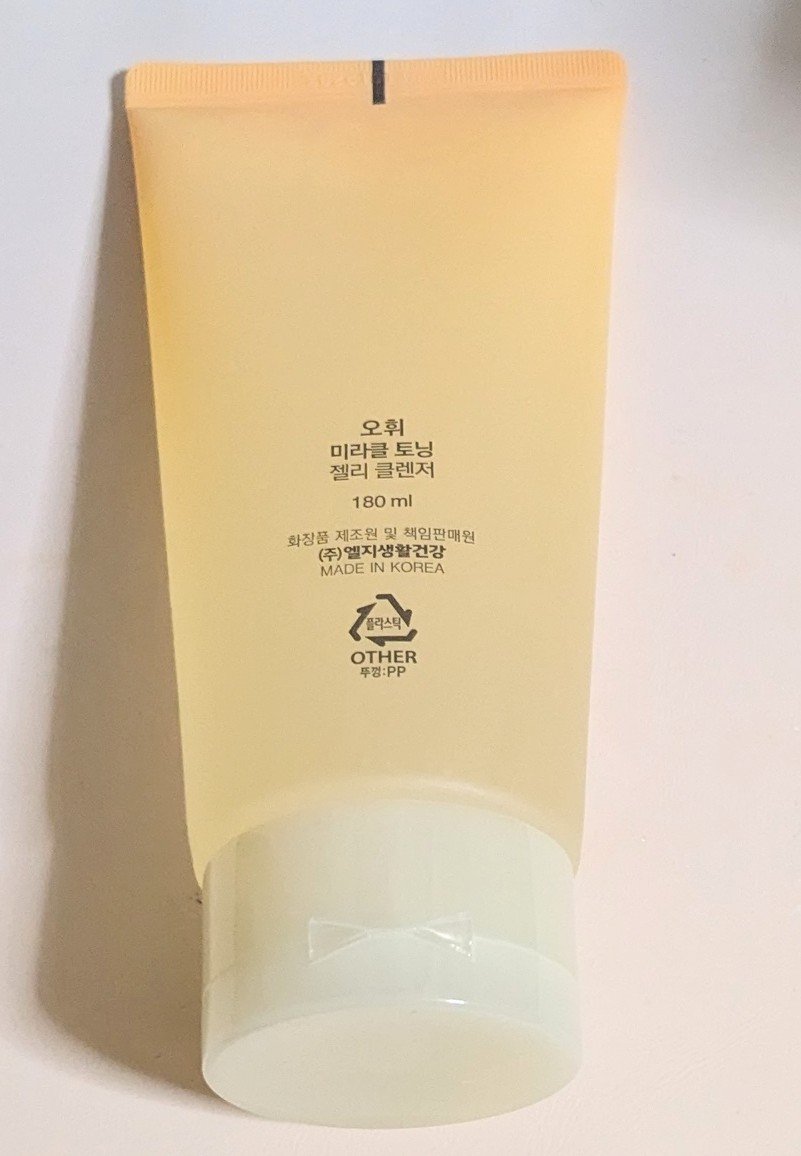 오휘
미라클 토닝
젤리 클렌저
180 ml
화장품 제조원 및 책임판매원
(주)엘지생활건강
MADE IN KOREA
플라스틱
OTHER
뚜껑:PP